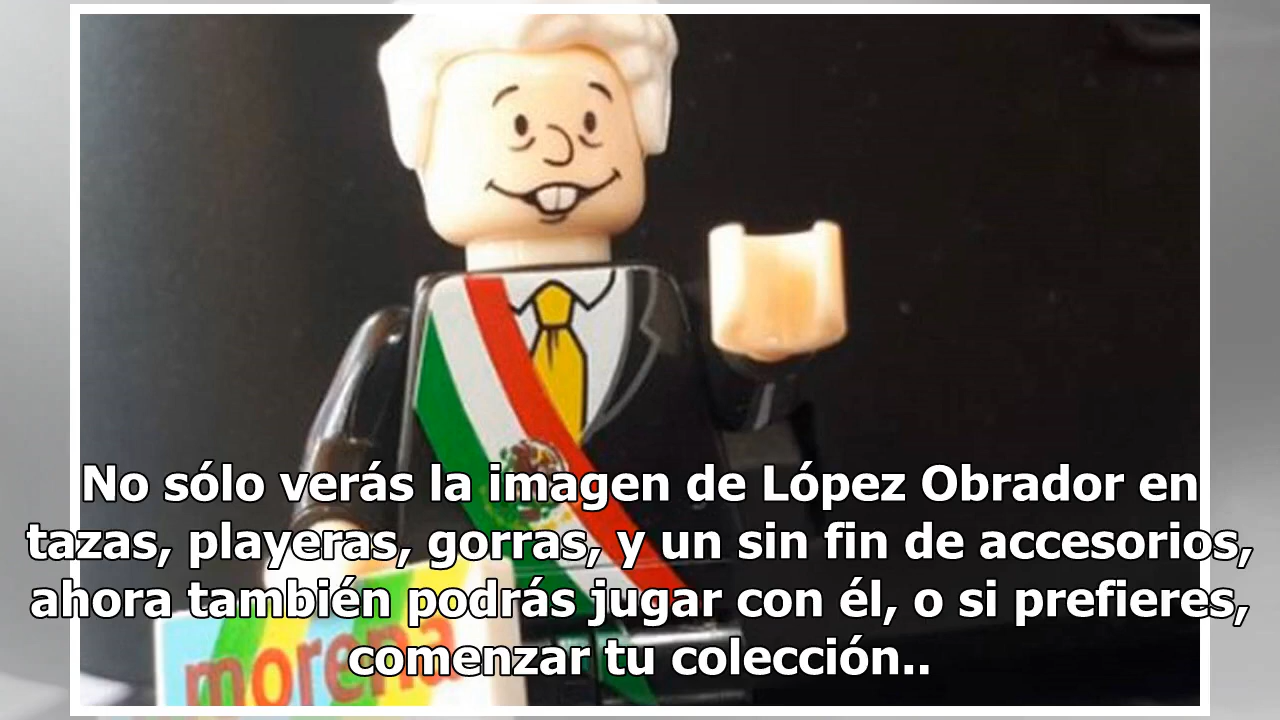 No sólo verás la imagen de López Obrador en
tazas, playeras, gorras, y un sin fin de accesorios,
ahora también podrás jugar con él, o si prefieres,
comenzar tu colección..
morena